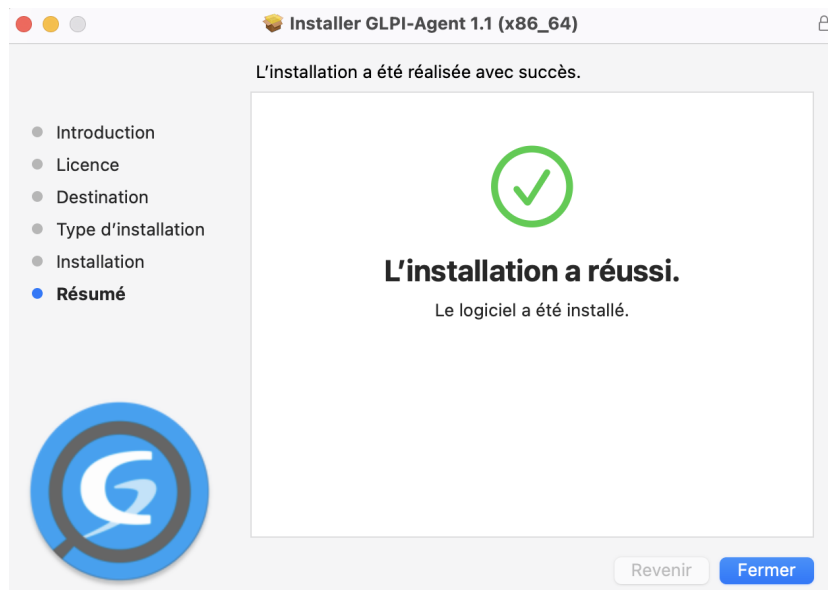 Installer GLPI-Agent 1.1 (x86_64)
L’installation a été réalisée avec succès.
Introduction
Licence
Destination
Type d’installation
Installation
Résumé
L’installation a réussi.
Le logiciel a été installé.
Revenir
Fermer